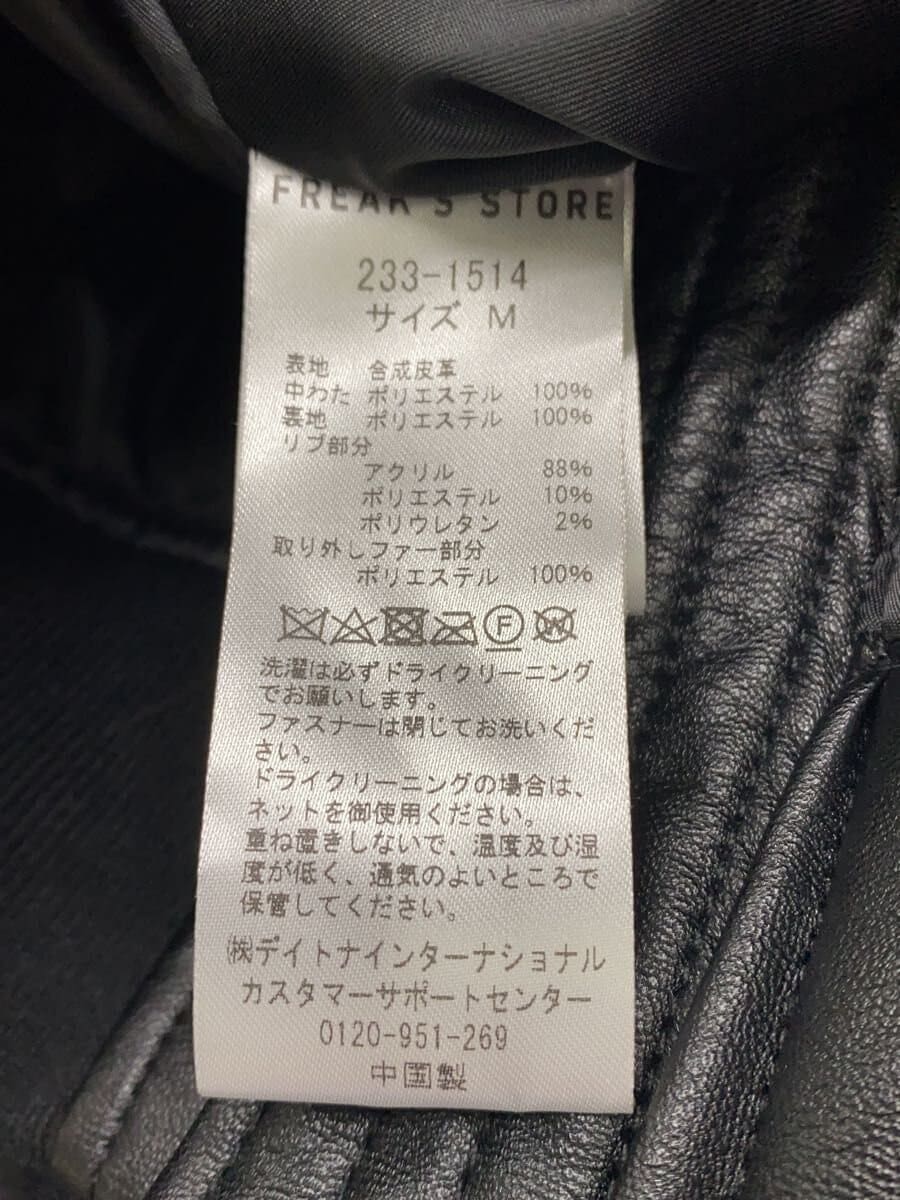 FREAK'S STORE
233-1514
サイズ M
表地 合成皮革
中わた ポリエステル 100%
裏地 ポリエステル 100%
リブ部分
アクリル 88%
ポリエステル 10%
ポリウレタン 2%
取り外しファー部分
ポリエステル 100%
F W
洗濯は必ずドライクリーニング
でお願いします。
ファスナーは閉じてお洗いくだ
さい。
ドライクリーニングの場合は、
ネットを御使用ください。
重ね置きしないで、温度及び湿
度が低く、通気のよいところで
保管してください。
㈱デイトナインターナショナル
カスタマーサポートセンター
0120-951-269
中国製